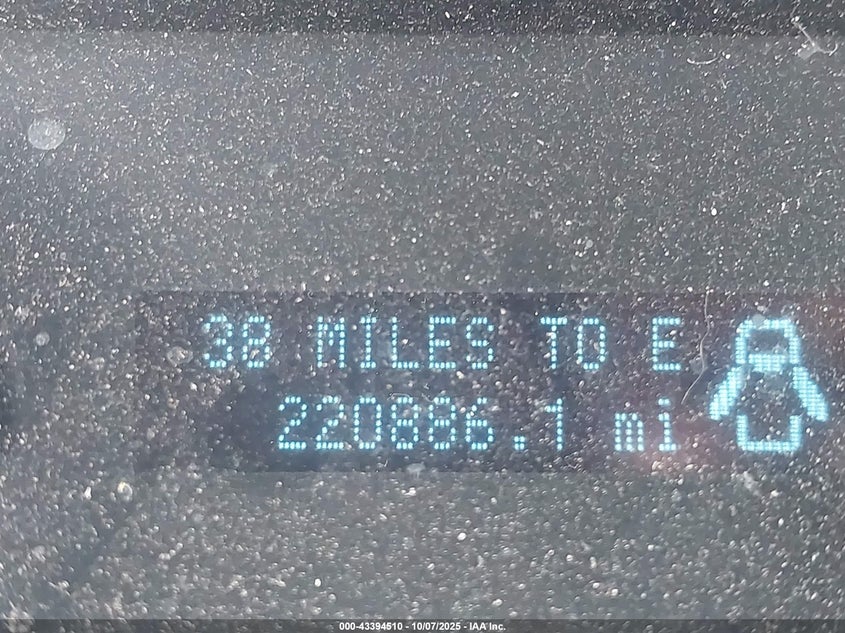 38 MILES TO E
220886.1 mi
000-43394510 - 10/07/2025 - IAA Inc.